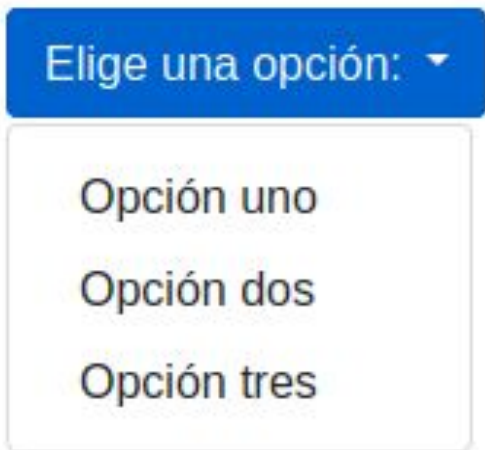 Elige una opción:
Opción uno
Opción dos
Opción tres